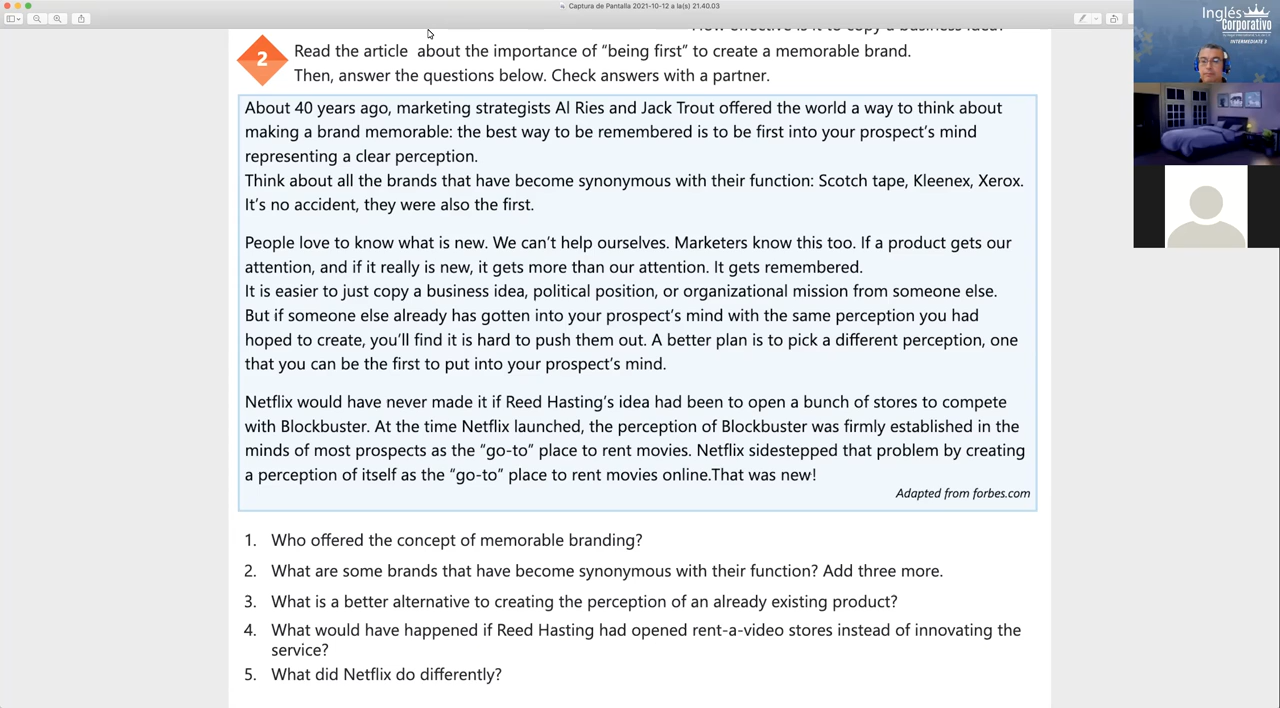 Captura de Pantalla 2021-10-12 a la(s) 21.40.03
How effective is it to copy a business idea?
2
Read the article about the importance of “being first” to create a memorable brand.
Then, answer the questions below. Check answers with a partner.
About 40 years ago, marketing strategists Al Ries and Jack Trout offered the world a way to think about
making a brand memorable: the best way to be remembered is to be first into your prospect’s mind
representing a clear perception.
Think about all the brands that have become synonymous with their function: Scotch tape, Kleenex, Xerox.
It’s no accident, they were also the first.
People love to know what is new. We can’t help ourselves. Marketers know this too. If a product gets our
attention, and if it really is new, it gets more than our attention. It gets remembered.
It is easier to just copy a business idea, political position, or organizational mission from someone else.
But if someone else already has gotten into your prospect’s mind with the same perception you had
hoped to create, you’ll find it is hard to push them out. A better plan is to pick a different perception, one
that you can be the first to put into your prospect’s mind.
Netflix would have never made it if Reed Hasting’s idea had been to open a bunch of stores to compete
with Blockbuster. At the time Netflix launched, the perception of Blockbuster was firmly established in the
minds of most prospects as the “go-to” place to rent movies. Netflix sidestepped that problem by creating
a perception of itself as the “go-to” place to rent movies online.That was new!
Adapted from forbes.com
1. Who offered the concept of memorable branding?
2. What are some brands that have become synonymous with their function? Add three more.
3. What is a better alternative to creating the perception of an already existing product?
4. What would have happened if Reed Hasting had opened rent-a-video stores instead of innovating the
service?
5. What did Netflix do differently?
Inglés
Corporativo
INTERMEDIATE 3